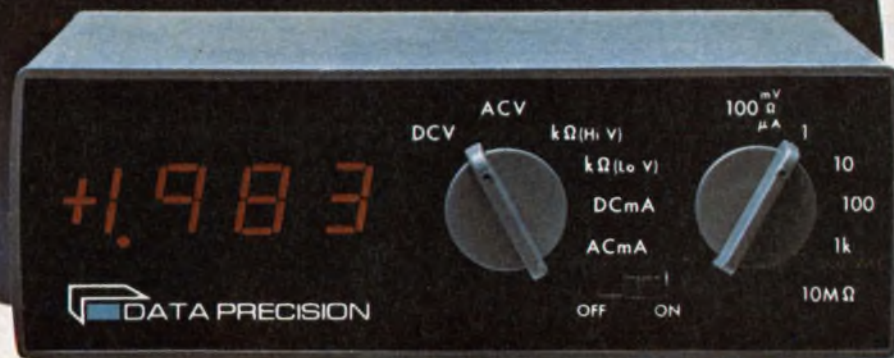 +1.983
DATA PRECISION
DCV
ACV
kΩ(Hi V)
kΩ(Lo V)
DCmA
ACmA
OFF ON
mV
100 Ω
μA
1
10
100
1k
10MΩ